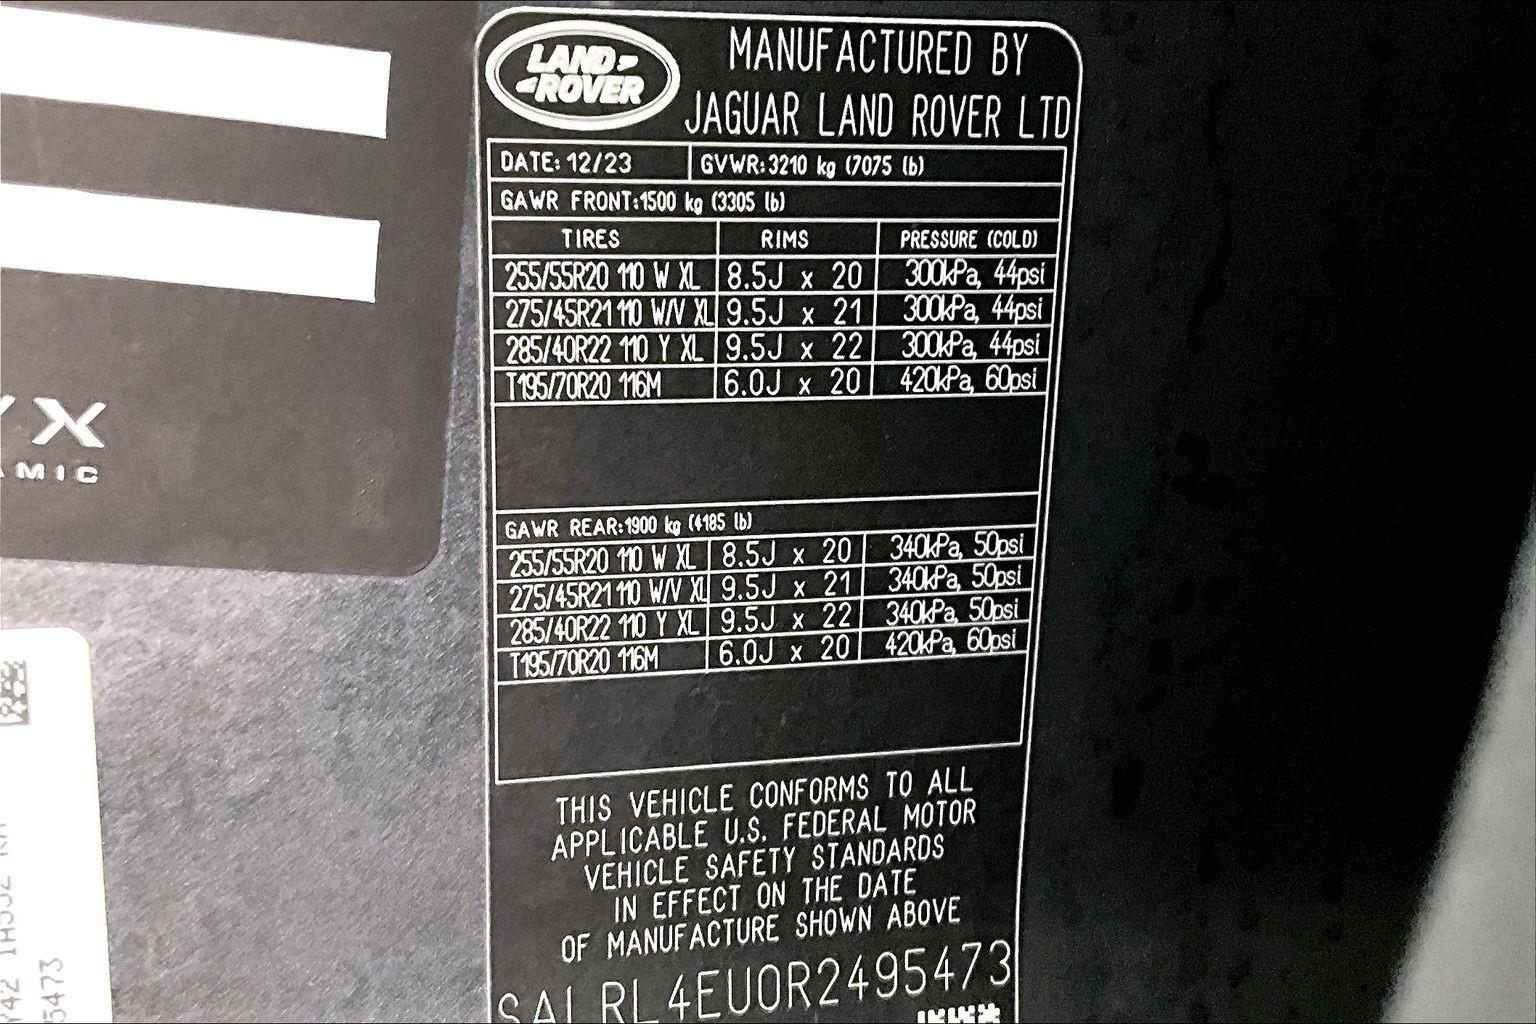 LAND
ROVER
MANUFACTURED BY
JAGUAR LAND ROVER LTD
DATE: 12/23 GVWR: 3210 kg (7075 lb)
GAWR FRONT: 1500 kg (3305 lb)
TIRES RIMS PRESSURE (COLD)
255/55R20 110 W XL 8.5J x 20 300kPa, 44psi
275/45R21 110 W/V XL 9.5J x 21 300kPa, 44psi
285/40R22 110 Y XL 9.5J x 22 300kPa, 44psi
T195/70R20 116M 6.0J x 20 420kPa, 60psi
GAWR REAR: 1900 kg (4185 lb)
255/55R20 110 W XL 8.5J x 20 340kPa, 50psi
275/45R21 110 W/V XL 9.5J x 21 340kPa, 50psi
285/40R22 110 Y XL 9.5J x 22 340kPa, 50psi
T195/70R20 116M 6.0J x 20 420kPa, 60psi
THIS VEHICLE CONFORMS TO ALL
APPLICABLE U.S. FEDERAL MOTOR
VEHICLE SAFETY STANDARDS
IN EFFECT ON THE DATE
OF MANUFACTURE SHOWN ABOVE
SALRL4EU0R2495473
X
AMIC
5473